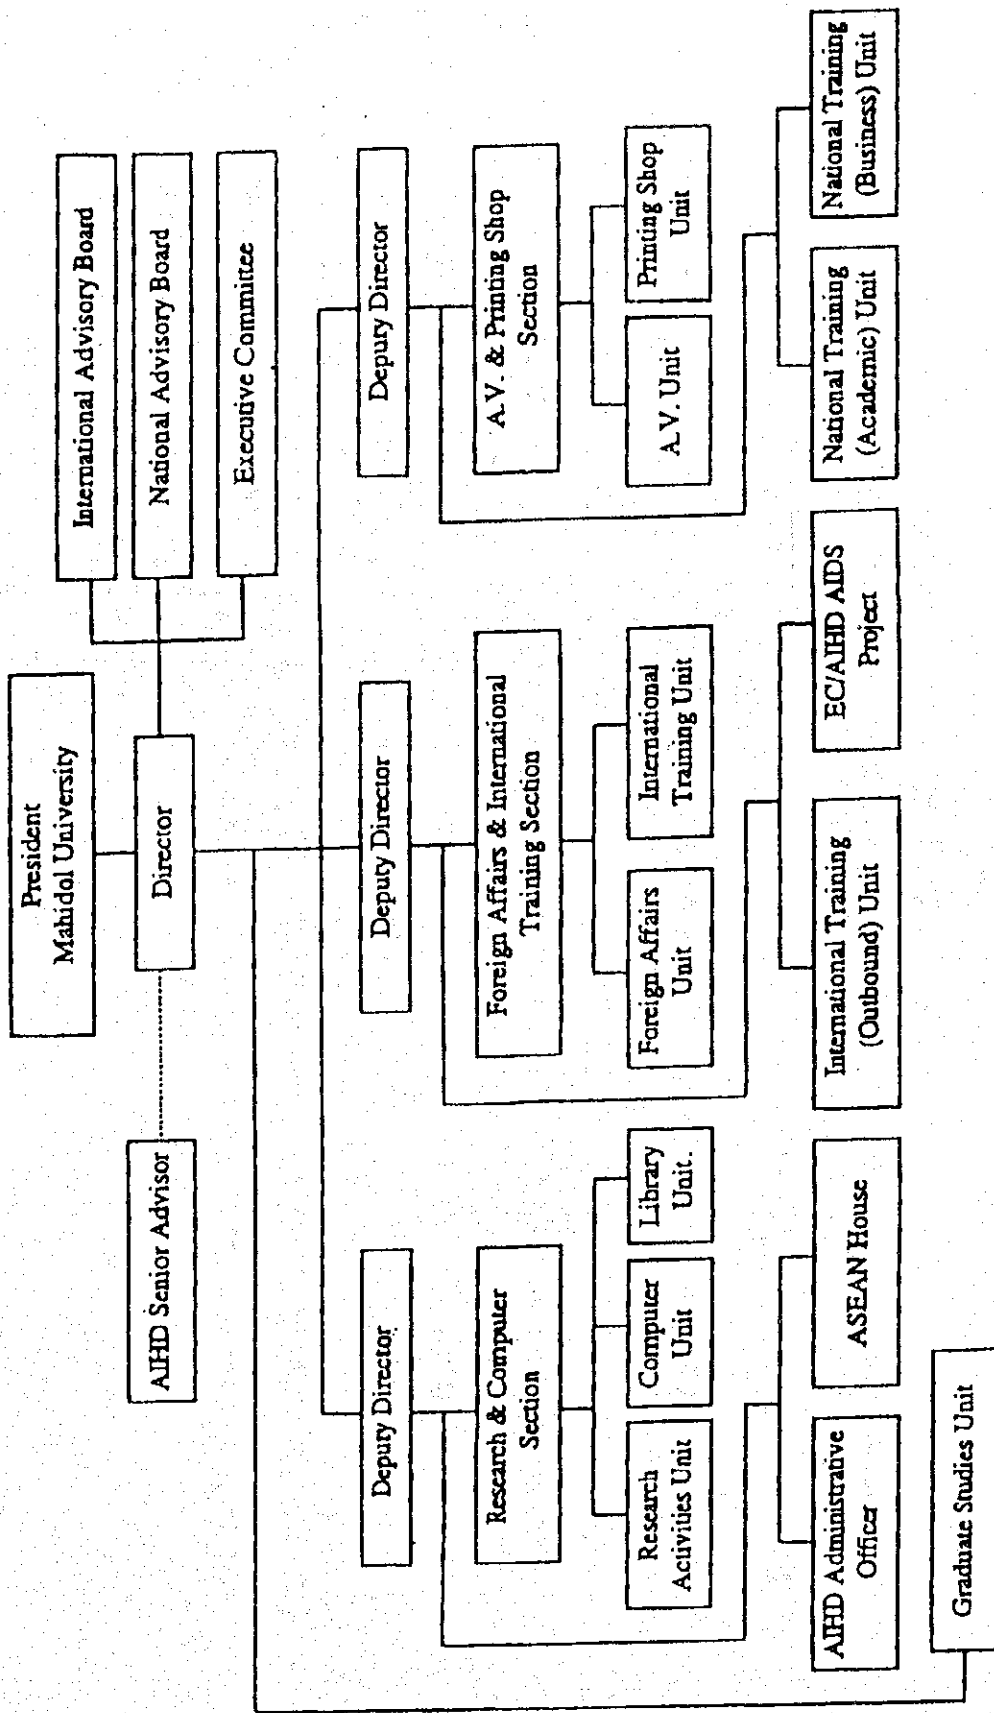 President
Mahidol University
International Advisory Board
National Advisory Board
Executive Committee
AIHD Senior Advisor
Director
Deputy Director
Deputy Director
Deputy Director
Research & Computer
Section
Foreign Affairs & International
Training Section
A.V. & Printing Shop
Section
Research
Activities Unit
Computer
Unit
Library
Unit.
Foreign Affairs
Unit
International
Training Unit
A.V. Unit
Printing Shop
Unit
AIHD Administrative
Officer
ASEAN House
International Training
(Outbound) Unit
EC/AIHD AIDS
Project
National Training
(Academic) Unit
National Training
(Business) Unit
Graduate Studies Unit